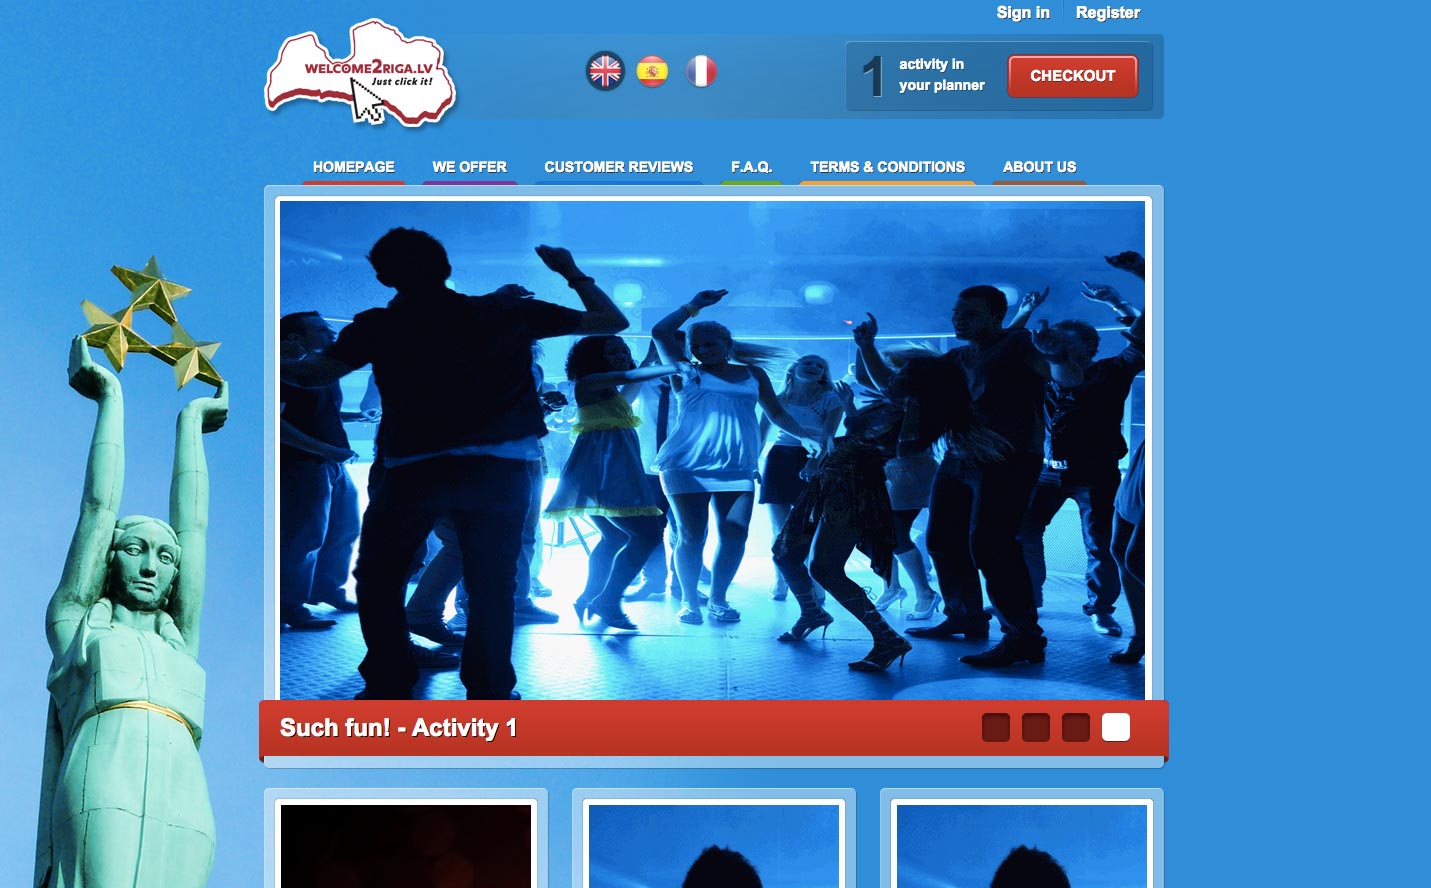 Sign in
Register
WELCOME2RIGA.LV
Just click it!
1
activity in
your planner
CHECKOUT
HOMEPAGE
WE OFFER
CUSTOMER REVIEWS
F.A.Q.
TERMS & CONDITIONS
ABOUT US
Such fun! - Activity 1